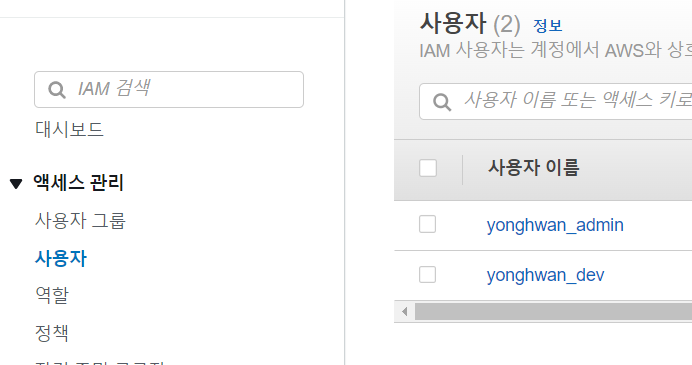 IAM 검색
대시보드
액세스 관리
사용자 그룹
사용자
역할
정책
사용자 (2) 정보
IAM 사용자는 계정에서 AWS와 상호
사용자 이름 또는 액세스 키로
사용자 이름
yonghwan_admin
yonghwan_dev